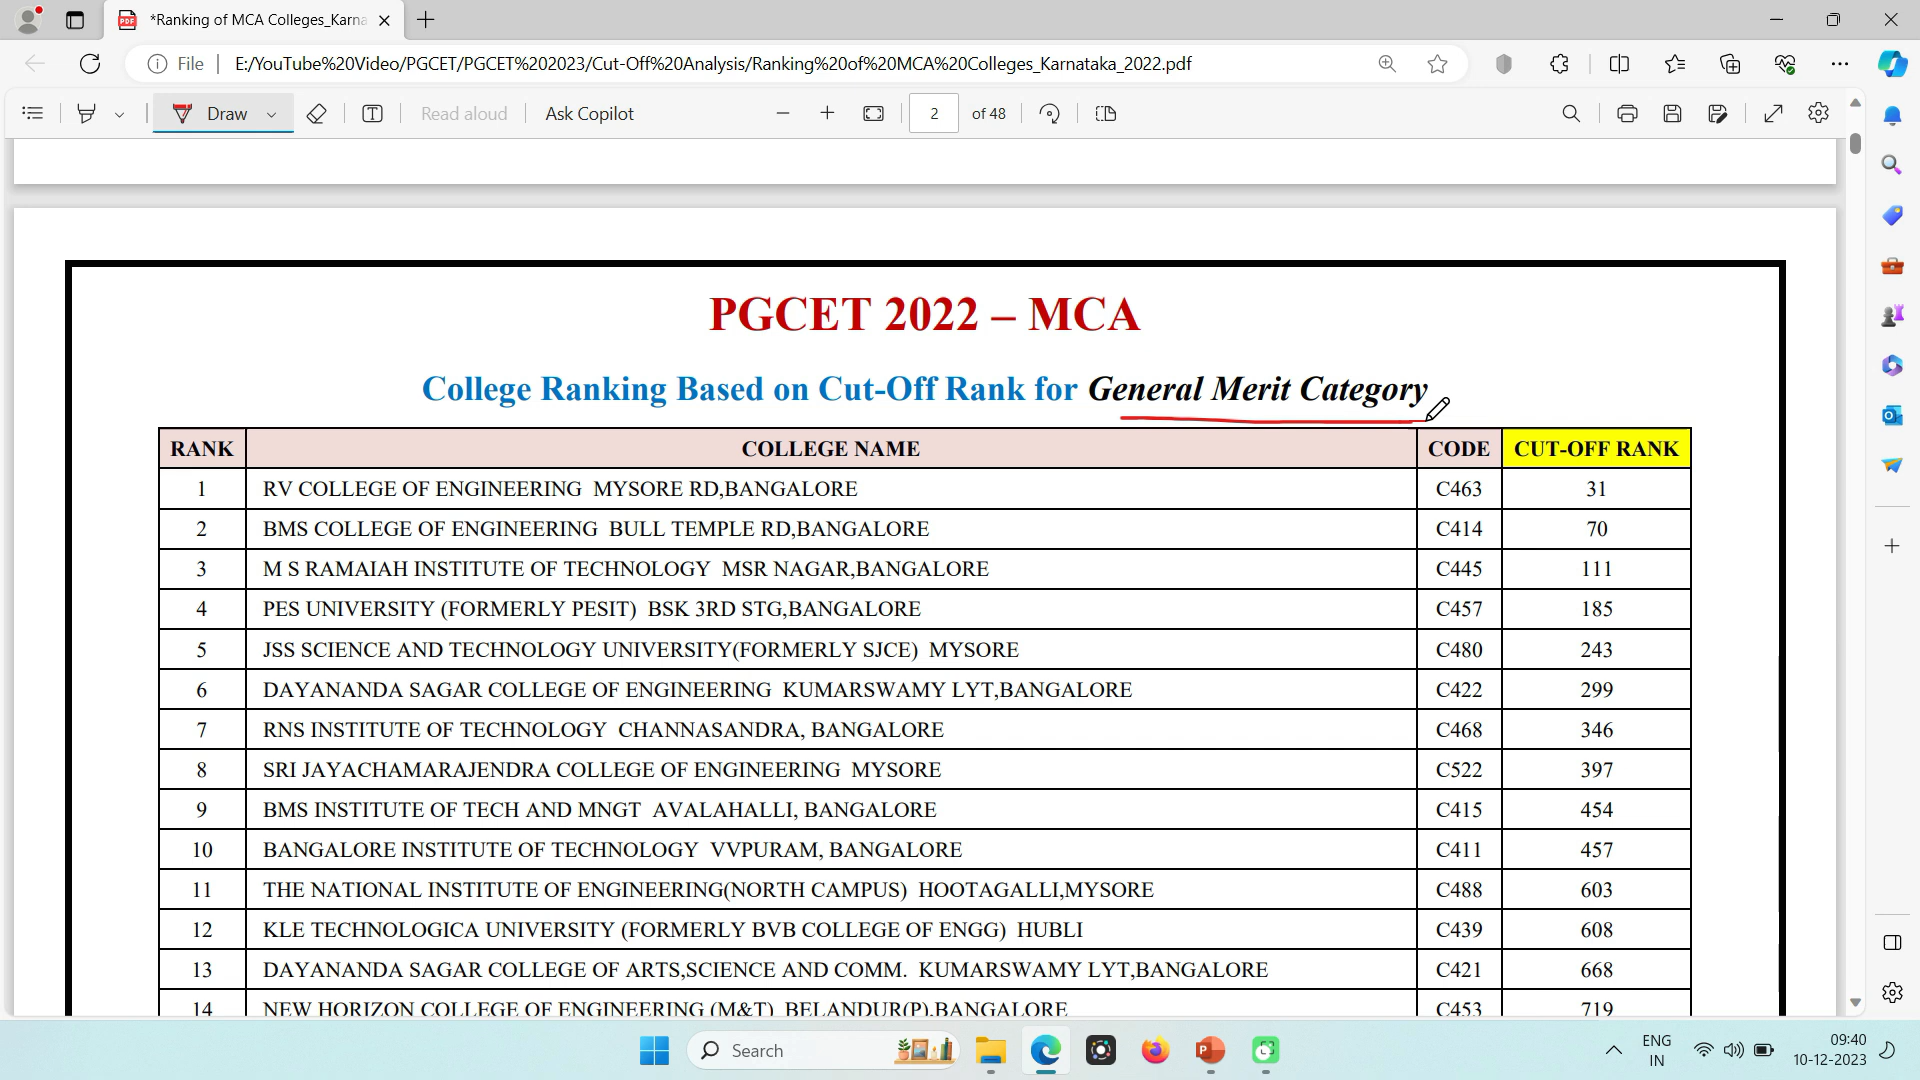 *Ranking of MCA Colleges_Karna
File
E:/YouTube%20Video/PGCET/PGCET%202023/Cut-Off%20Analysis/Ranking%20of%20MCA%20Colleges_Karnataka_2022.pdf
Draw
Read aloud
Ask Copilot
2 of 48
PGCET 2022 – MCA
College Ranking Based on Cut-Off Rank for General Merit Category
RANK COLLEGE NAME CODE CUT-OFF RANK
1 RV COLLEGE OF ENGINEERING MYSORE RD,BANGALORE C463 31
2 BMS COLLEGE OF ENGINEERING BULL TEMPLE RD,BANGALORE C414 70
3 M S RAMAIAH INSTITUTE OF TECHNOLOGY MSR NAGAR,BANGALORE C445 111
4 PES UNIVERSITY (FORMERLY PESIT) BSK 3RD STG,BANGALORE C457 185
5 JSS SCIENCE AND TECHNOLOGY UNIVERSITY(FORMERLY SJCE) MYSORE C480 243
6 DAYANANDA SAGAR COLLEGE OF ENGINEERING KUMARSWAMY LYT,BANGALORE C422 299
7 RNS INSTITUTE OF TECHNOLOGY CHANNASANDRA, BANGALORE C468 346
8 SRI JAYACHAMARAJENDRA COLLEGE OF ENGINEERING MYSORE C522 397
9 BMS INSTITUTE OF TECH AND MNGT AVALAHALLI, BANGALORE C415 454
10 BANGALORE INSTITUTE OF TECHNOLOGY VVPURAM, BANGALORE C411 457
11 THE NATIONAL INSTITUTE OF ENGINEERING(NORTH CAMPUS) HOOTAGALLI,MYSORE C488 603
12 KLE TECHNOLOGICA UNIVERSITY (FORMERLY BVB COLLEGE OF ENGG) HUBLI C439 608
13 DAYANANDA SAGAR COLLEGE OF ARTS,SCIENCE AND COMM. KUMARSWAMY LYT,BANGALORE C421 668
14 NEW HORIZON COLLEGE OF ENGINEERING (M&T) BELANDUR(P),BANGALORE C453 719
Search
ENG
IN
09:40
10-12-2023